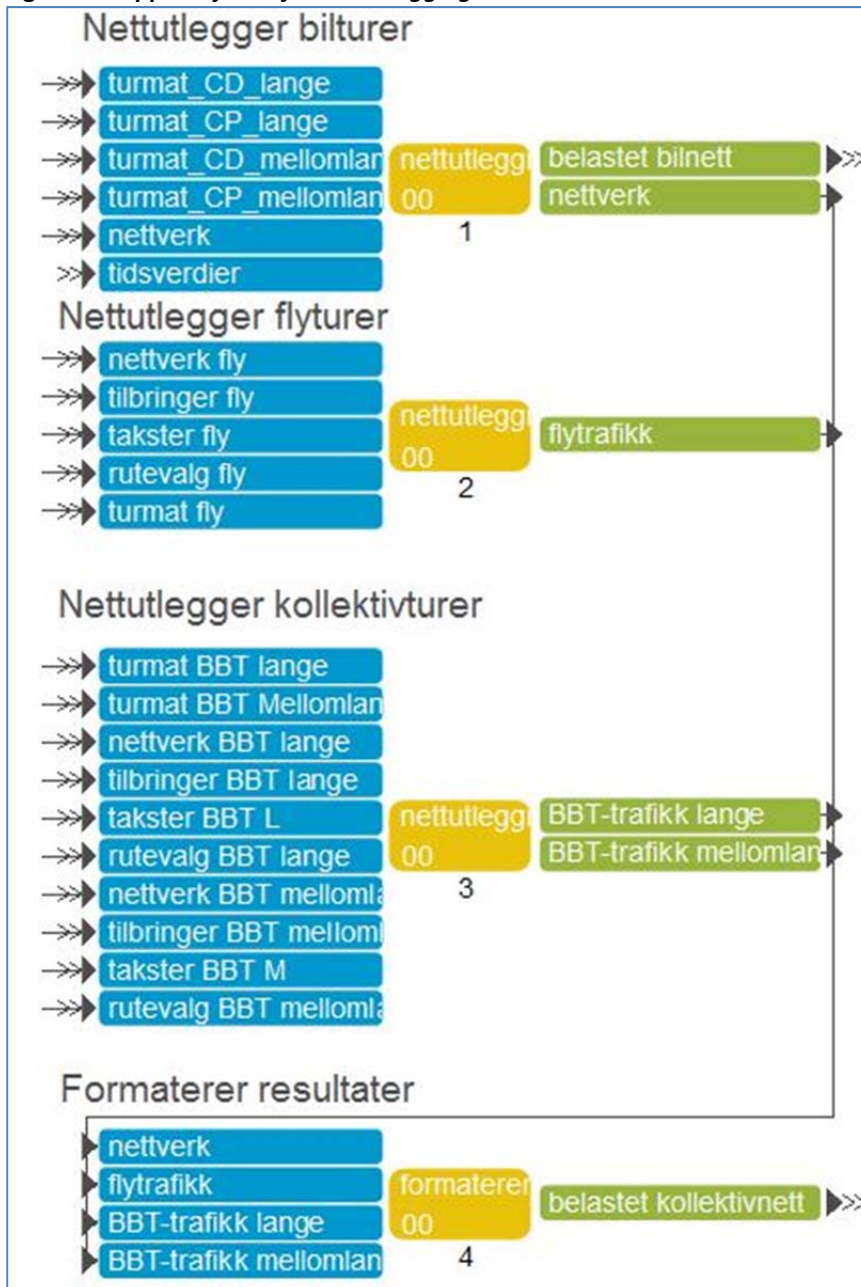 Nettutlegger bilturer
turmat_CD_lange
turmat_CP_lange
turmat_CD_mellomlan
turmat_CP_mellomlan
nettverk
tidsverdier
nettutlegg
00
1
belastet bilnett
nettverk
Nettutlegger flyturer
nettverk fly
tilbringer fly
takster fly
rutevalg fly
turmat fly
nettutlegg
00
2
flytrafikk
Nettutlegger kollektivturer
turmat BBT lange
turmat BBT Mellomlan
nettverk BBT lange
tilbringer BBT lange
takster BBT L
rutevalg BBT lange
nettverk BBT mellomla
tilbringer BBT melloml
takster BBT M
rutevalg BBT mellomla
nettutlegg
00
3
BBT-trafikk lange
BBT-trafikk mellomlan
Formaterer resultater
nettverk
flytrafikk
BBT-trafikk lange
BBT-trafikk mellomlan
formaterer
00
4
belastet kollektivnett